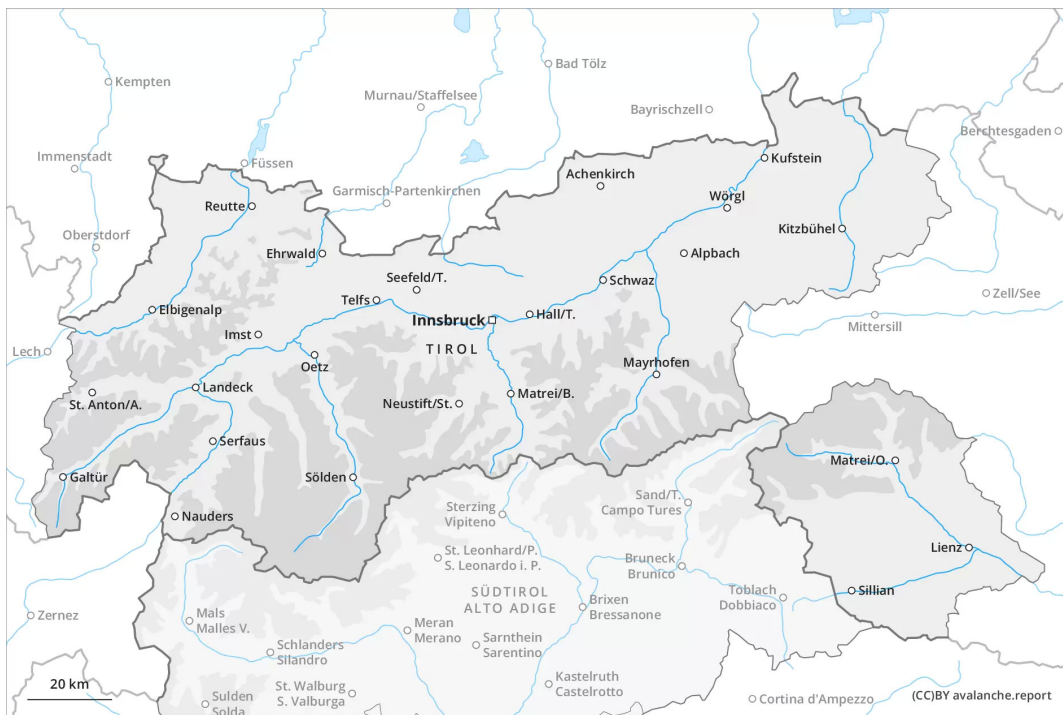 Kempten
Bad Tölz
Murnau/Staffelsee
Bayrischzell
Berchtesgaden
Immenstadt
Füssen
Kufstein
Achenkirch
Garmisch-Partenkirchen
Reutte
Wörgl
Oberstdorf
Kitzbühel
Ehrwald
Alpbach
Seefeld/T.
Schwaz
Telfs
Zell/See
Elbigenalp
Innsbruck
Hall/T.
Mittersill
Imst
TIROL
Lech
Oetz
Mayrhofen
Landeck
St. Anton/A.
Neustift/St.
Matrei/B.
Serfaus
Matrei/O.
Galtür
Sölden
Sand/T.
Campo Tures
Nauders
Sterzing
Vipiteno
Lienz
St. Leonhard/P.
S. Leonardo i. P.
Bruneck
Brunico
SÜDTIROL
ALTO ADIGE
Toblach
Dobbiaco
Sillian
Zernez
Mals
Malles V.
Brixen
Bressanone
Meran
Merano
Sarnthein
Sarentino
Schlanders
Silandro
20 km
St. Walburg
S. Valburga
Kastelruth
Castelrotto
Sulden
Solda
Cortina d'Ampezzo
(CC)BY avalanche.report